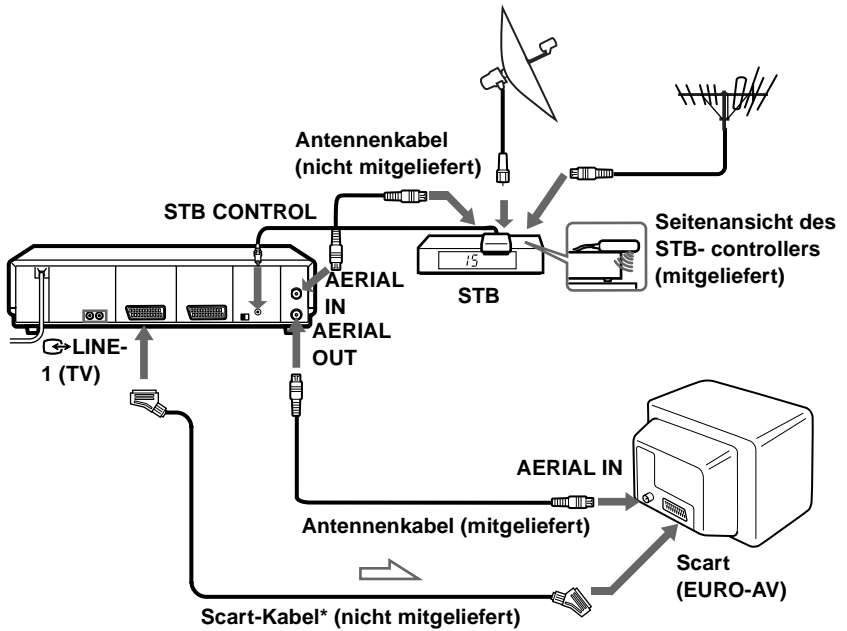 Antennenkabel
(nicht mitgeliefert)
STB CONTROL
Seitenansicht des
STB- controllers
(mitgeliefert)
15
STB
AERIAL
IN
AERIAL
OUT
LINE-
1 (TV)
AERIAL IN
Antennenkabel (mitgeliefert)
Scart
(EURO-AV)
Scart-Kabel* (nicht mitgeliefert)